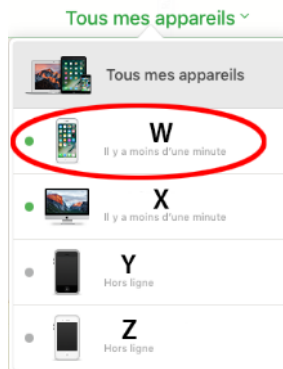 Tous mes appareils
Tous mes appareils
W
Il y a moins d'une minute
X
Il y a moins d'une minute
Y
Hors ligne
Z
Hors ligne